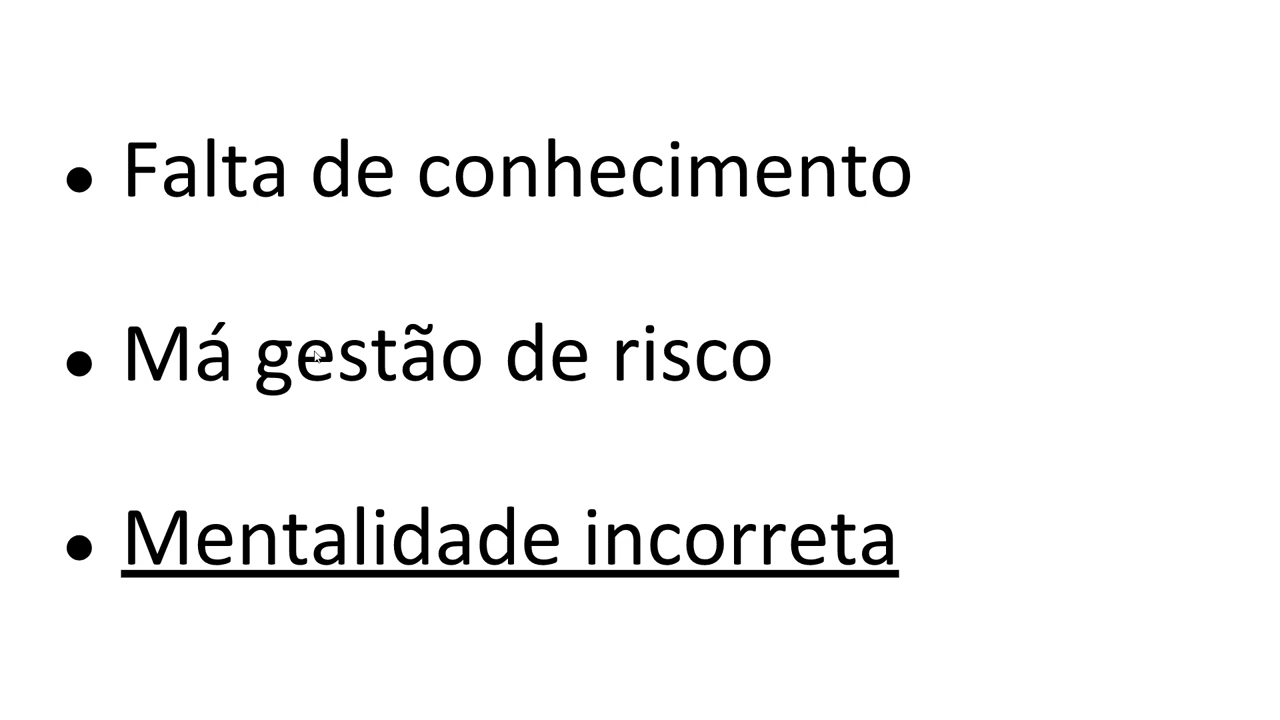 • Falta de conhecimento
• Má gestão de risco
• Mentalidade incorreta